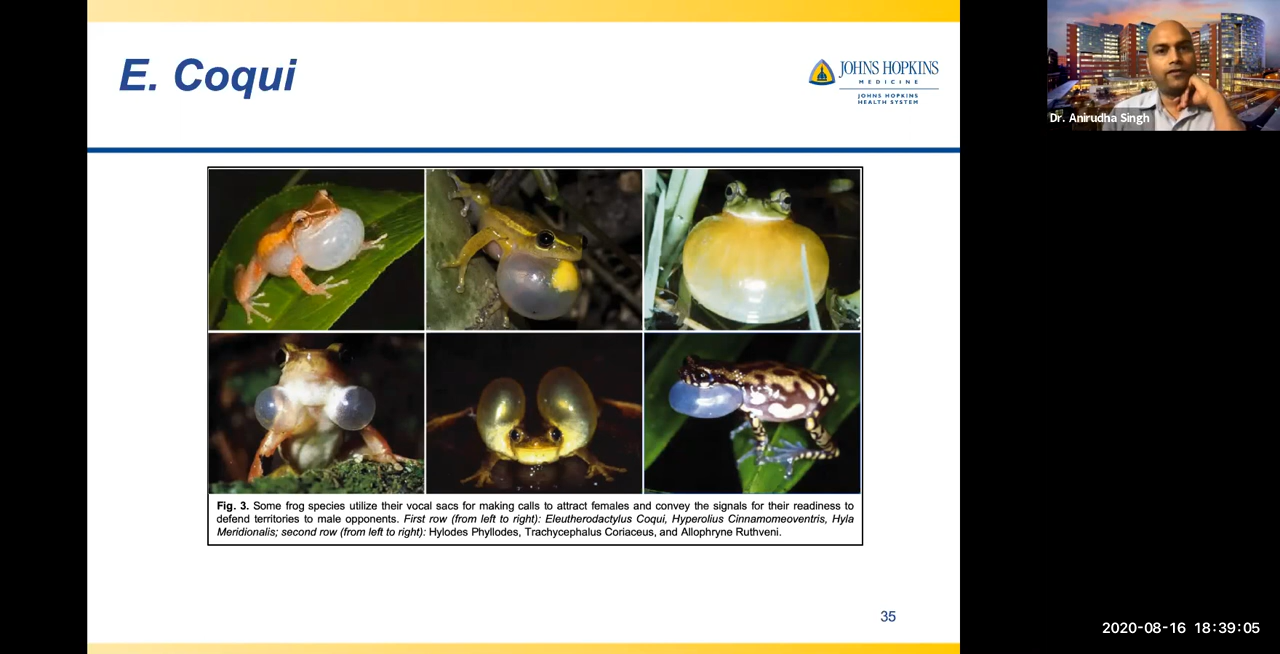 E. Coqui
JOHNS HOPKINS
MEDICINE
JOHNS HOPKINS
HEALTH SYSTEM
Dr. Anirudha Singh
Fig. 3. Some frog species utilize their vocal sacs for making calls to attract females and convey the signals for their readiness to
defend territories to male opponents. First row (from left to right): Eleutherodactylus Coqui, Hyperolius Cinnamomeoventris, Hyla
Meridionalis; second row (from left to right): Hylodes Phyllodes, Trachycephalus Coriaceus, and Allophryne Ruthveni.
35
2020-08-16 18:39:05